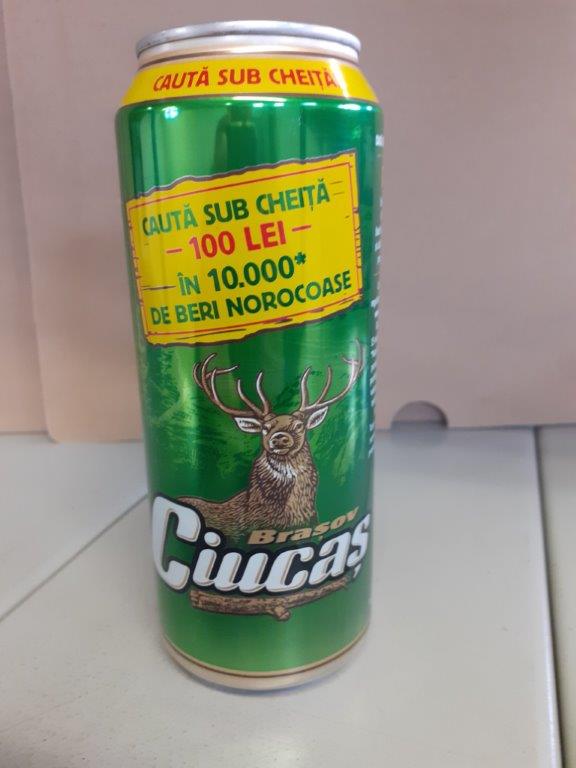 CAUTĂ SUB CHEIȚĂ
CAUTĂ SUB CHEIȚĂ
– 100 LEI –
ÎN 10.000*
DE BERI NOROCOASE
Brașov
Ciucaș